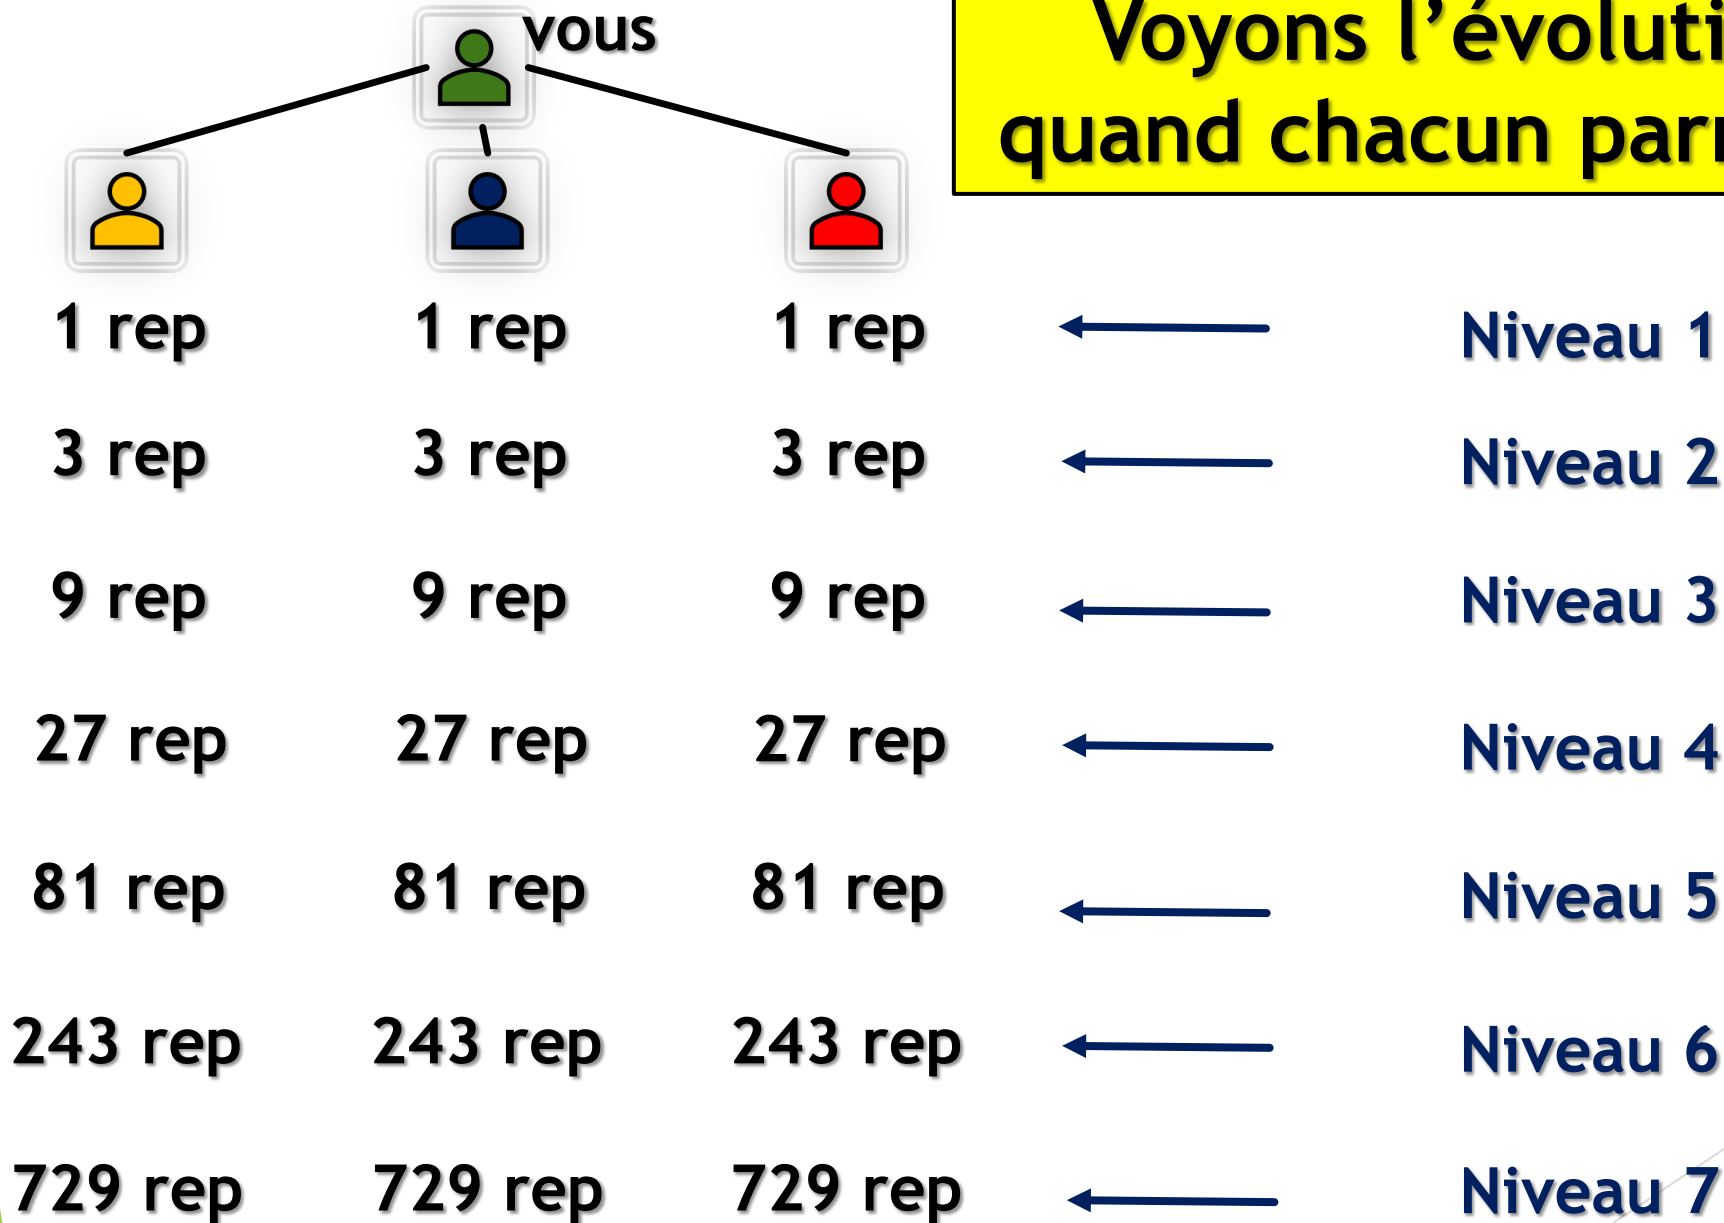 vous
Voyons l’évoluti
quand chacun parr
1 rep 1 rep 1 rep Niveau 1
3 rep 3 rep 3 rep Niveau 2
9 rep 9 rep 9 rep Niveau 3
27 rep 27 rep 27 rep Niveau 4
81 rep 81 rep 81 rep Niveau 5
243 rep 243 rep 243 rep Niveau 6
729 rep 729 rep 729 rep Niveau 7